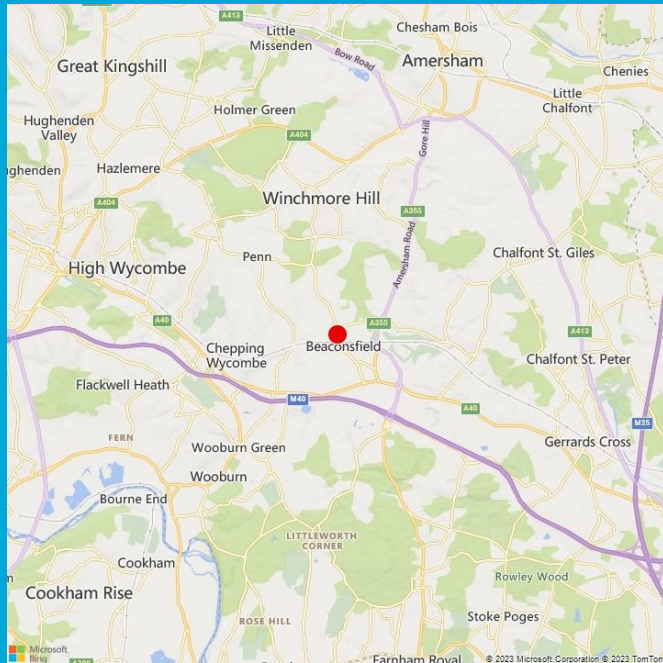 A413
Little
Missenden
Chesham Bois
Bow Road
Great Kingshill
Amersham
Chenies
Little
Chalfont
Hughenden
Valley
Holmer Green
A404
Gore Hill
ughenden
Hazlemere
A404
Winchmore Hill
A355
Amersham Road
Penn
Chalfont St. Giles
High Wycombe
A40
A355
A413
Chepping
Wycombe
Beaconsfield
Chalfont St. Peter
Flackwell Heath
M40
A40
M25
FERN
Wooburn Green
Gerrards Cross
Wooburn
Bourne End
LITTLEWORTH
CORNER
Cookham
Rowley Wood
m
Cookham Rise
ROSE HILL
Stoke Poges
Microsoft
Bing
Farnham Royal
© 2023 Microsoft Corporation © 2023 TomTom